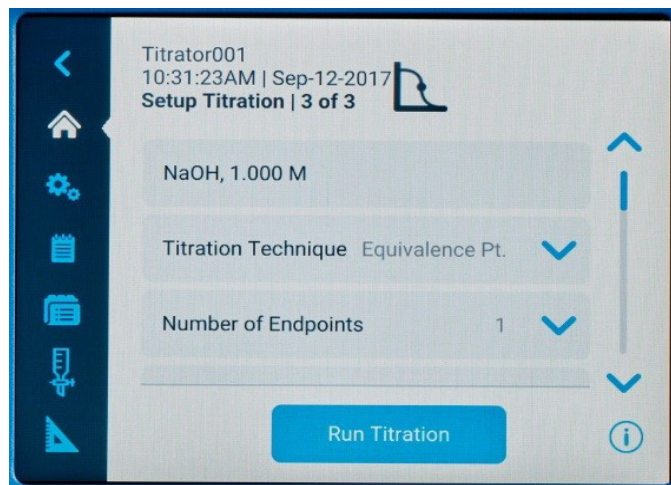 Titrator001
10:31:23AM | Sep-12-2017
Setup Titration | 3 of 3
NaOH, 1.000 M
Titration Technique Equivalence Pt.
Number of Endpoints 1
Run Titration